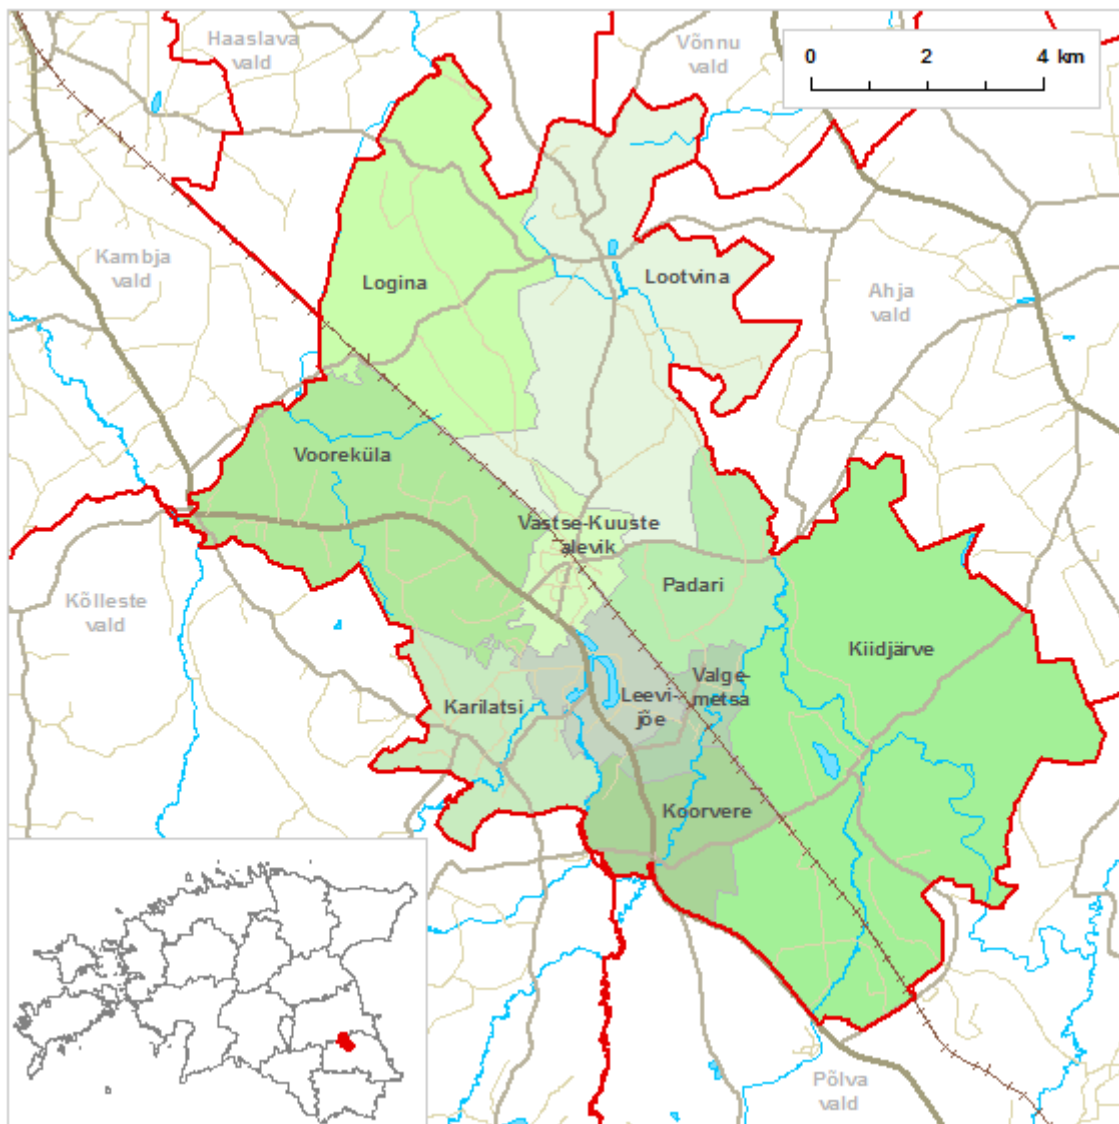 Haaslava
vald
Võnnu
vald
0 2 4 km
Kambja
vald
Logina
Lootvina
Ahja
vald
Vooreküla
Vastse-Kuuste
alevik
Padari
Kõlleste
vald
Kiidjärve
Valge-
metsa
Karilatsi
Leevi-
jõe
Koorvere
Põlva
vald